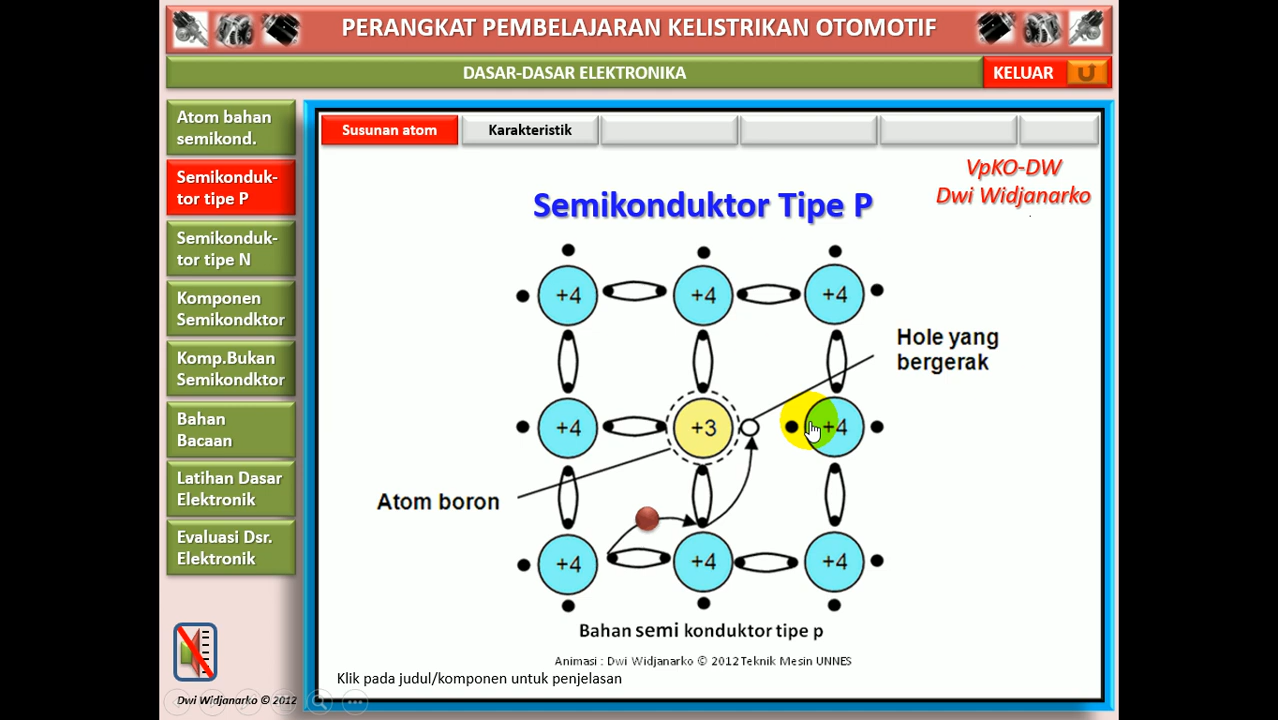 PERANGKAT PEMBELAJARAN KELISTRIKAN OTOMOTIF
DASAR-DASAR ELEKTRONIKA
KELUAR
Atom bahan
semikond.
Semikonduk-
tor tipe P
Semikonduk-
tor tipe N
Komponen
Semikondktor
Komp.Bukan
Semikondktor
Bahan
Bacaan
Latihan Dasar
Elektronik
Evaluasi Dsr.
Elektronik
Dwi Widjanarko © 2012
Susunan atom
Karakteristik
VpKO-DW
Dwi Widjanarko
Semikonduktor Tipe P
+4 +4 +4
Hole yang
bergerak
+4 +3 +4
Atom boron
+4 +4 +4
Bahan semi konduktor tipe p
Animasi : Dwi Widjanarko © 2012 Teknik Mesin UNNES
Klik pada judul/komponen untuk penjelasan